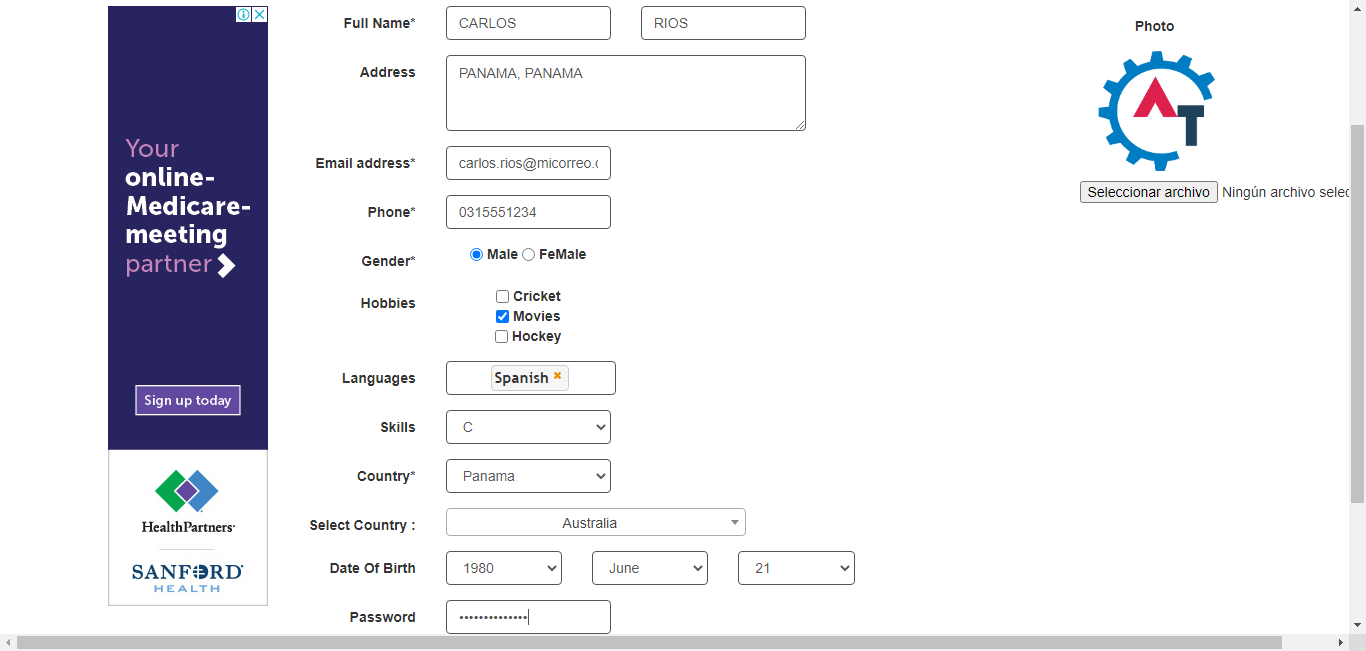 Your
online-
Medicare-
meeting
partner
Sign up today
HealthPartners
SANFORD
HEALTH
Full Name* CARLOS RIOS
Address PANAMA, PANAMA
Email address* carlos.rios@micorreo.
Phone* 0315551234
Gender* Male FeMale
Hobbies
Cricket
Movies
Hockey
Languages Spanish
Skills C
Country* Panama
Select Country : Australia
Date Of Birth 1980 June 21
Password ••••••••••••••
Photo
AT
Seleccionar archivo Ningún archivo selec